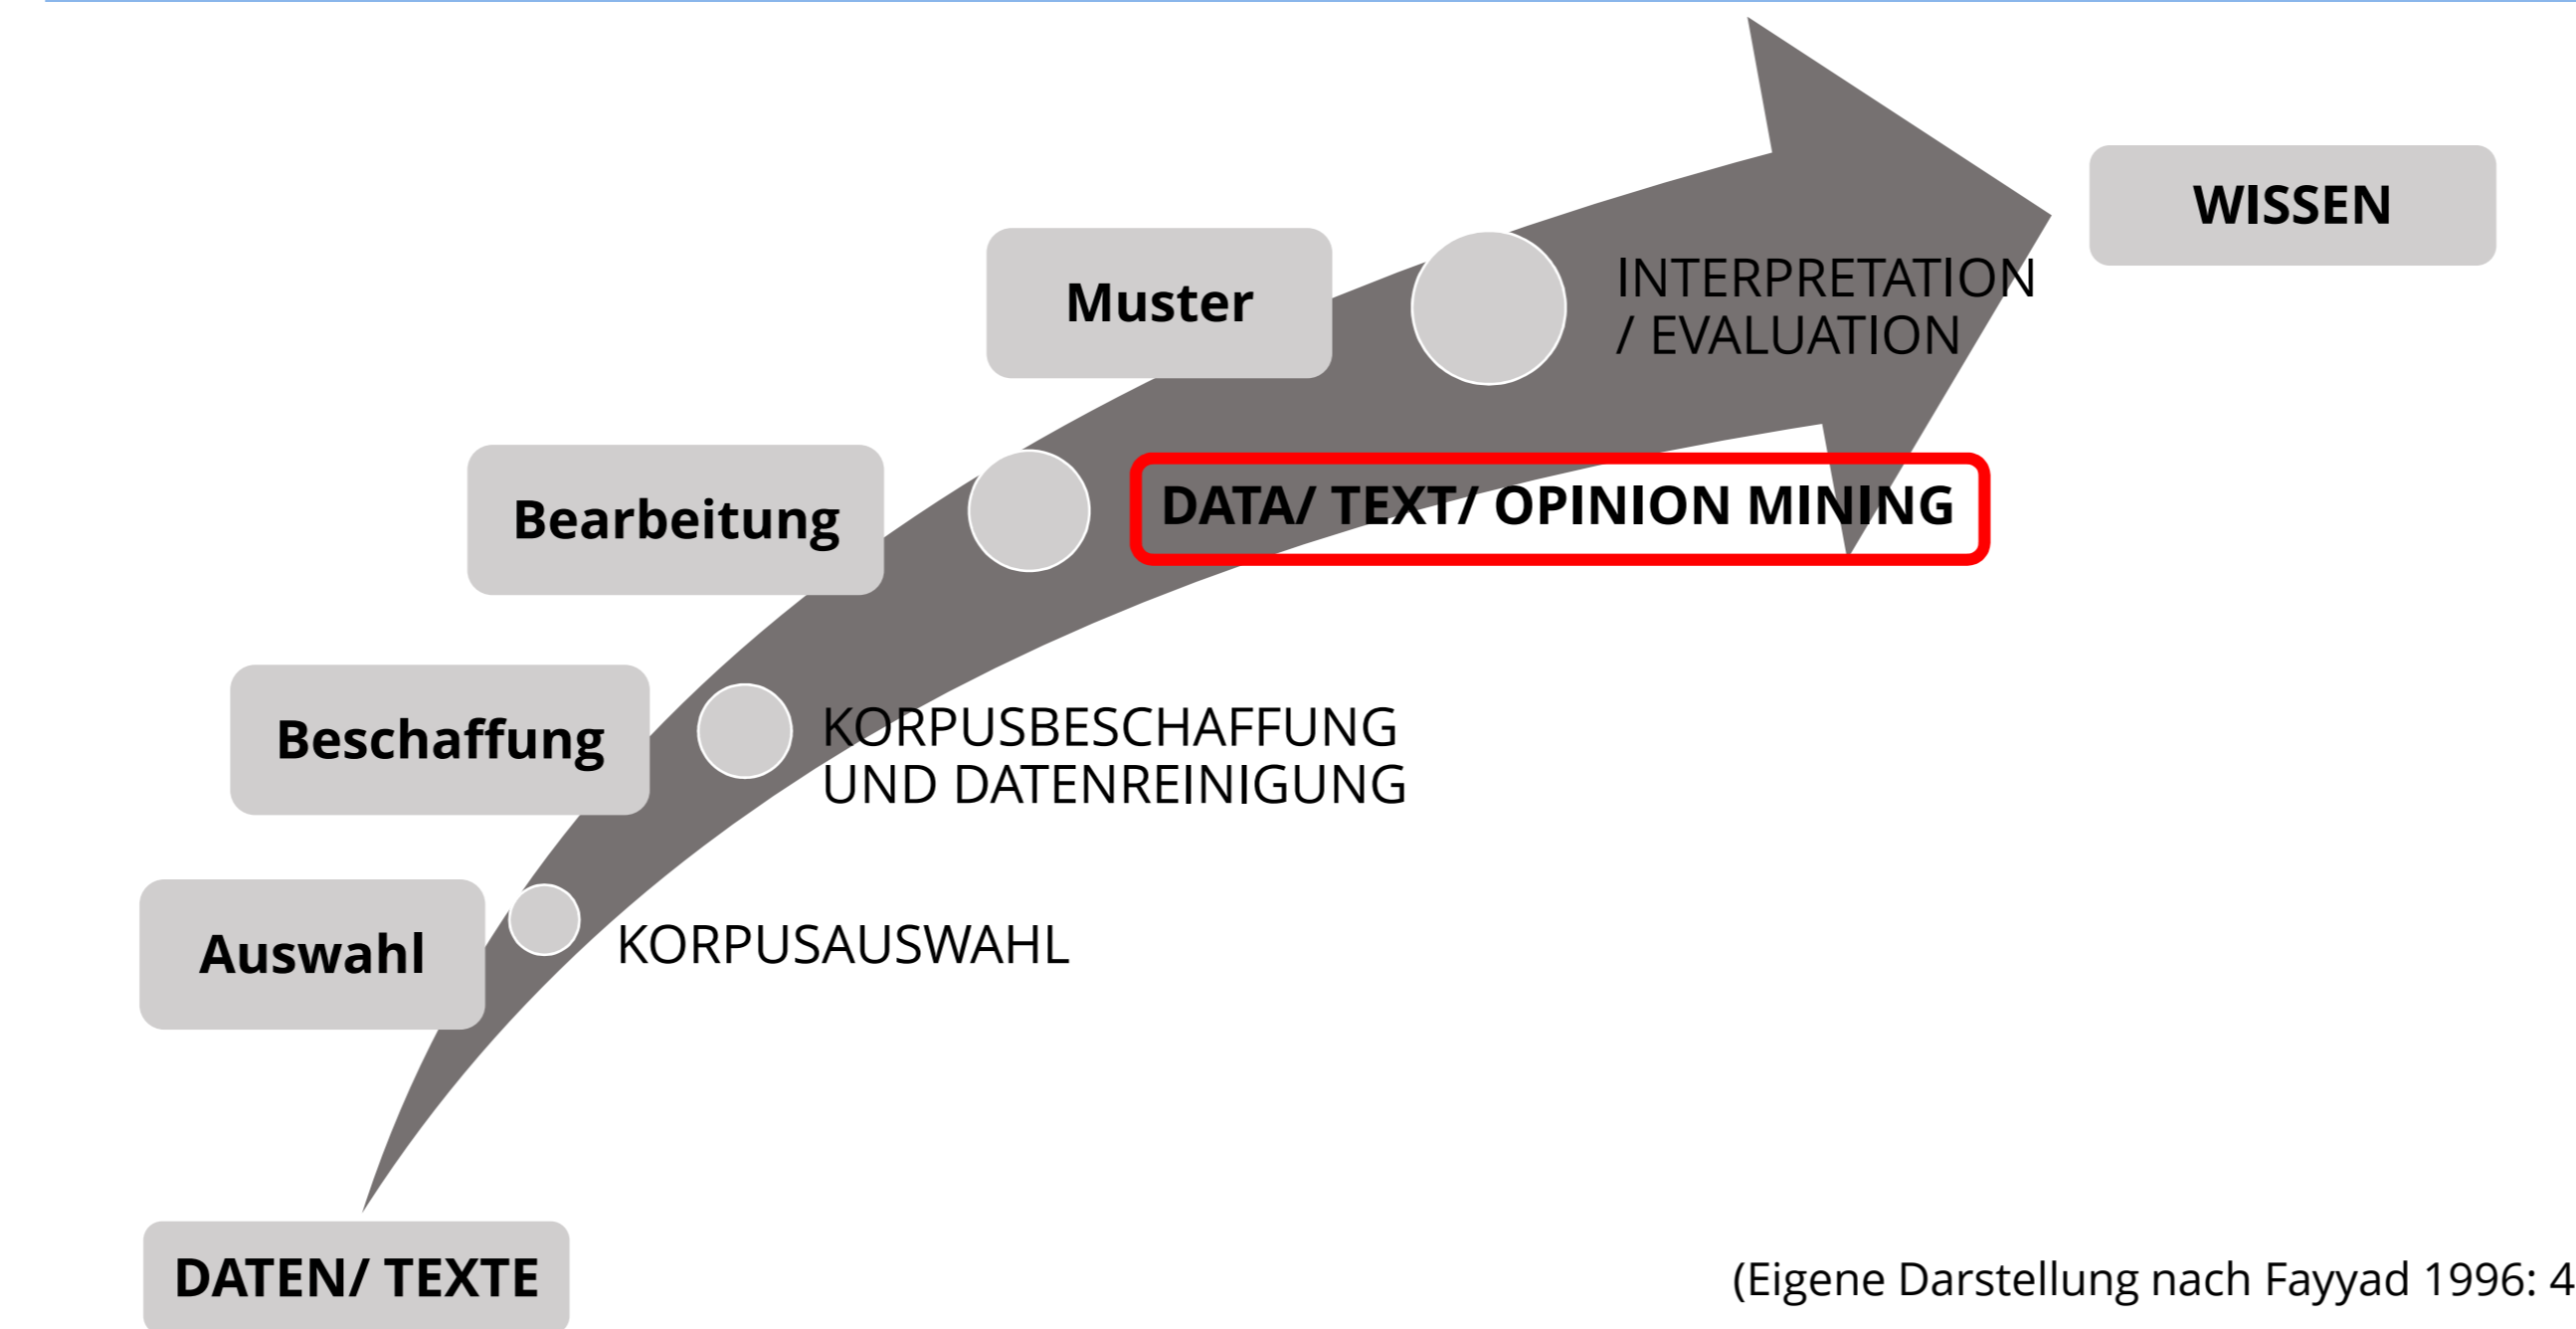 WISSEN
Muster
INTERPRETATION
/ EVALUATION
Bearbeitung
DATA/ TEXT/ OPINION MINING
Beschaffung
KORPUSBESCHAFFUNG
UND DATENREINIGUNG
Auswahl
KORPUSAUSWAHL
DATEN/ TEXTE
(Eigene Darstellung nach Fayyad 1996: 4